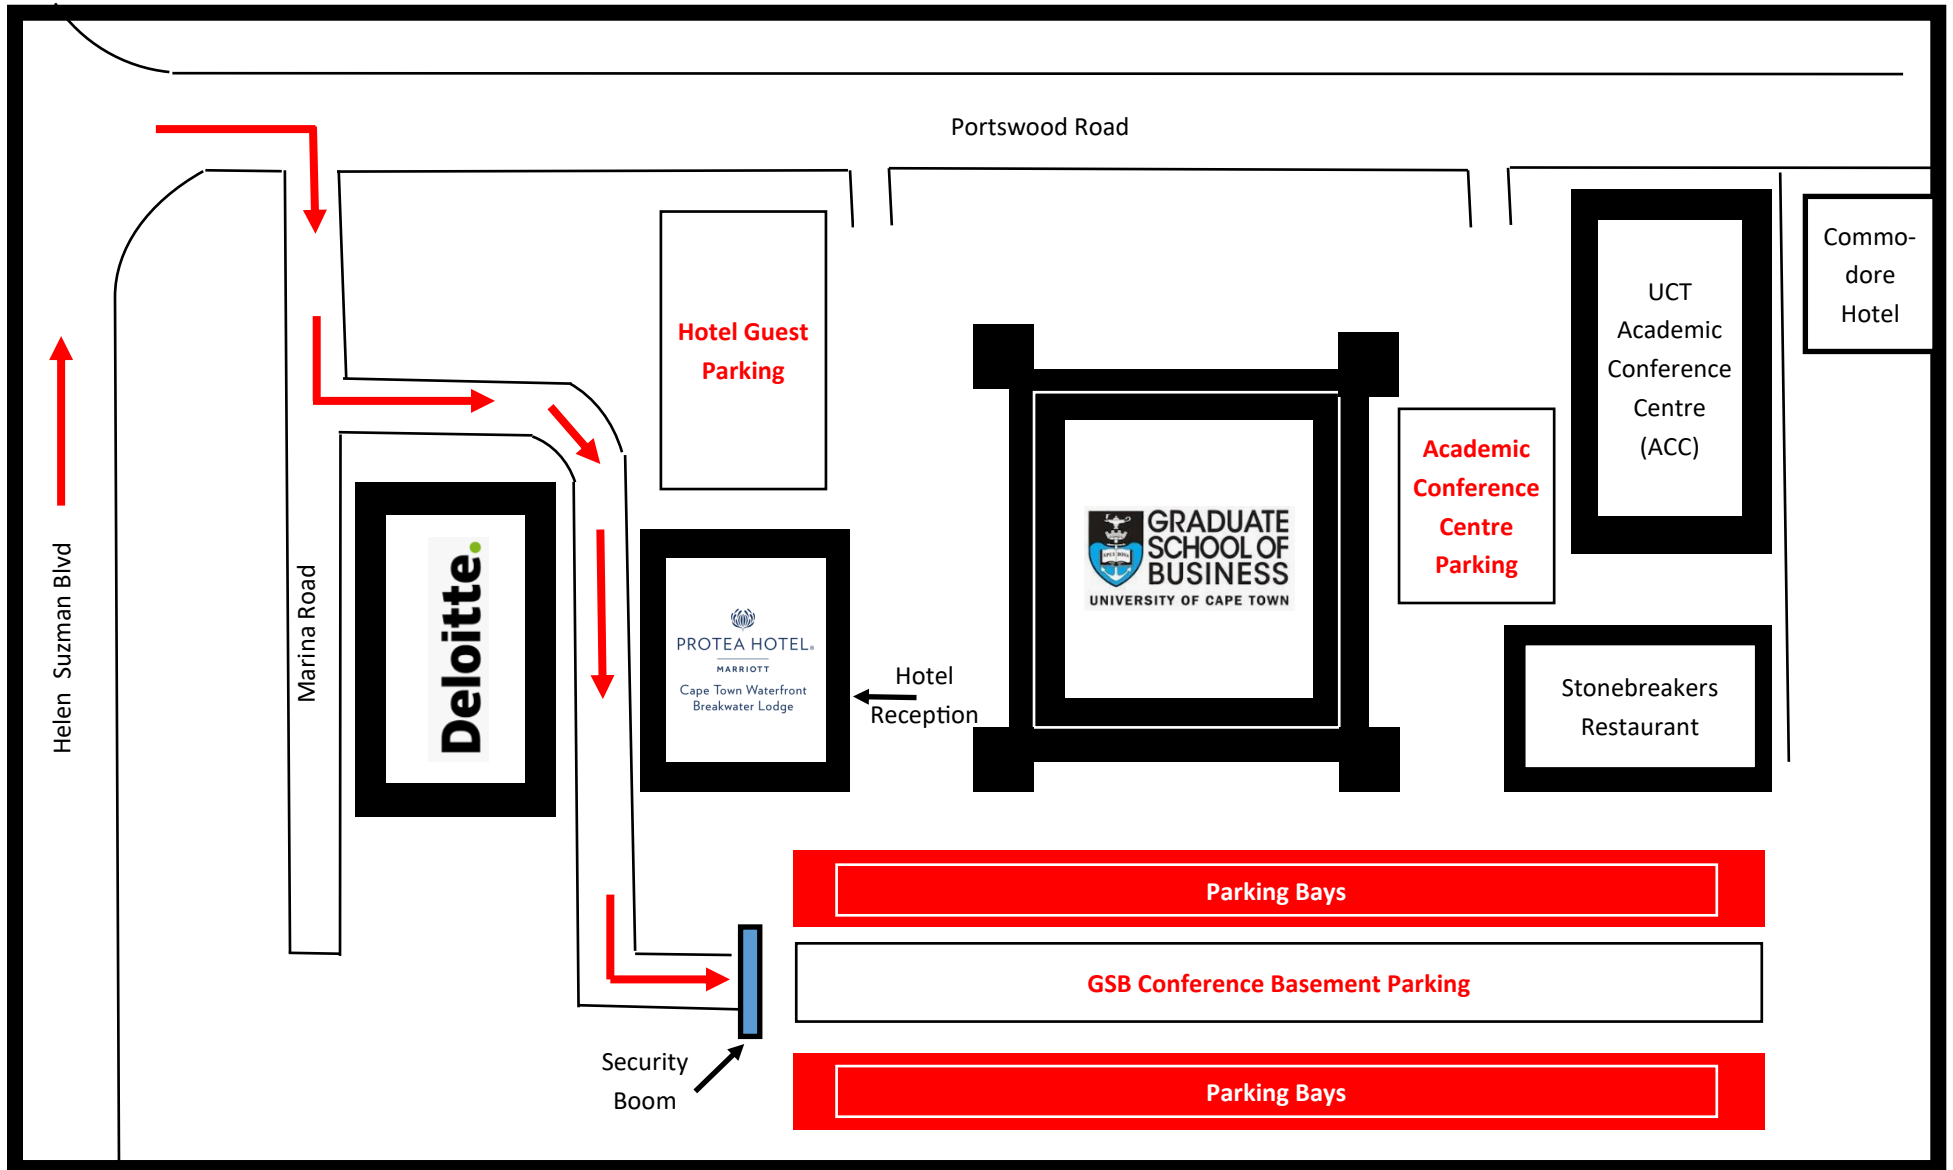 Portswood Road
Commo-
dore
Hotel
UCT
Academic
Conference
Centre
(ACC)
Hotel Guest
Parking
Academic
Conference
Centre
Parking
GRADUATE
SCHOOL OF
BUSINESS
UNIVERSITY OF CAPE TOWN
Helen Suzman Blvd
Marina Road
Deloitte.
PROTEA HOTEL®
MARRIOTT
Cape Town Waterfront
Breakwater Lodge
Hotel
Reception
Stonebreakers
Restaurant
Parking Bays
GSB Conference Basement Parking
Security
Boom
Parking Bays